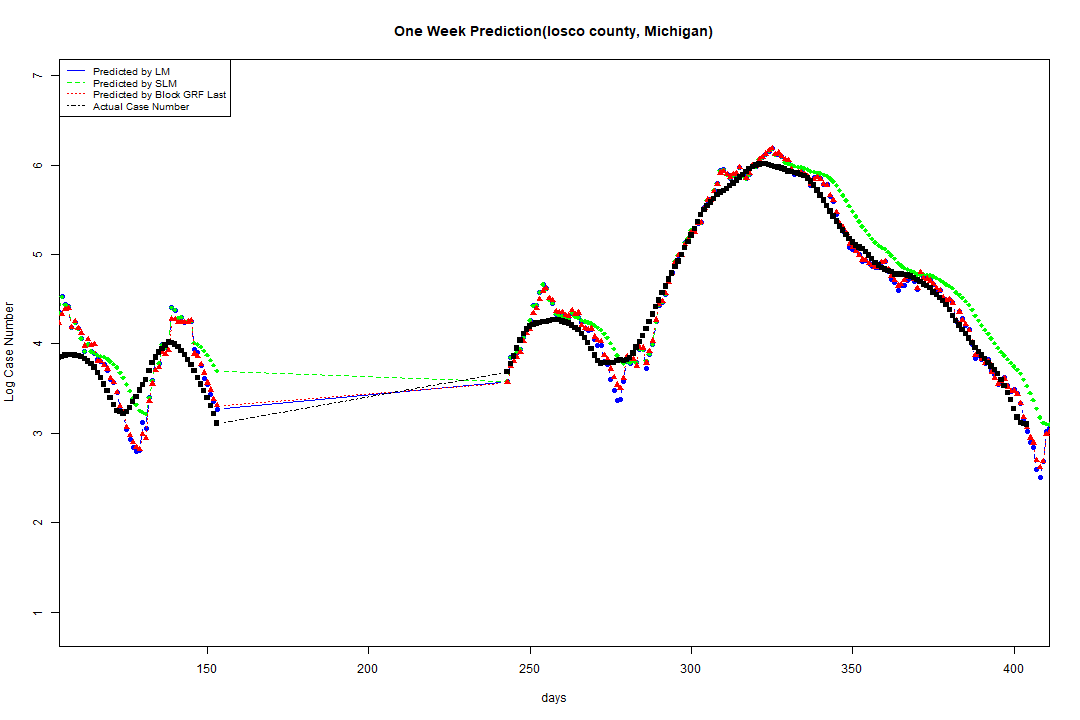 One Week Prediction(Iosco county, Michigan)
Predicted by LM
Predicted by SLM
Predicted by Block GRF Last
Actual Case Number
7
6
5
4
3
2
1
Log Case Number
150 200 250 300 350 400
days